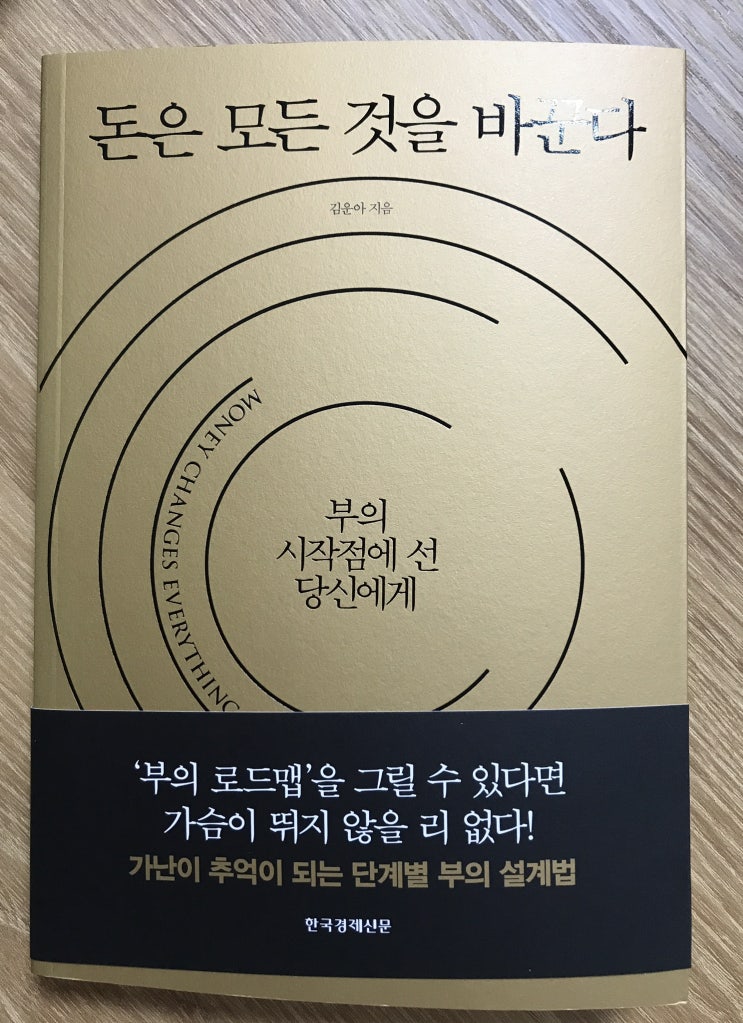 돈은 모든 것을 바꾼다
김운아 지음
MONEY CHANGES EVERYTHING
부의
시작점에 선
당신에게
‘부의 로드맵’을 그릴 수 있다면
가슴이 뛰지 않을 리 없다!
가난이 추억이 되는 단계별 부의 설계법
한국경제신문